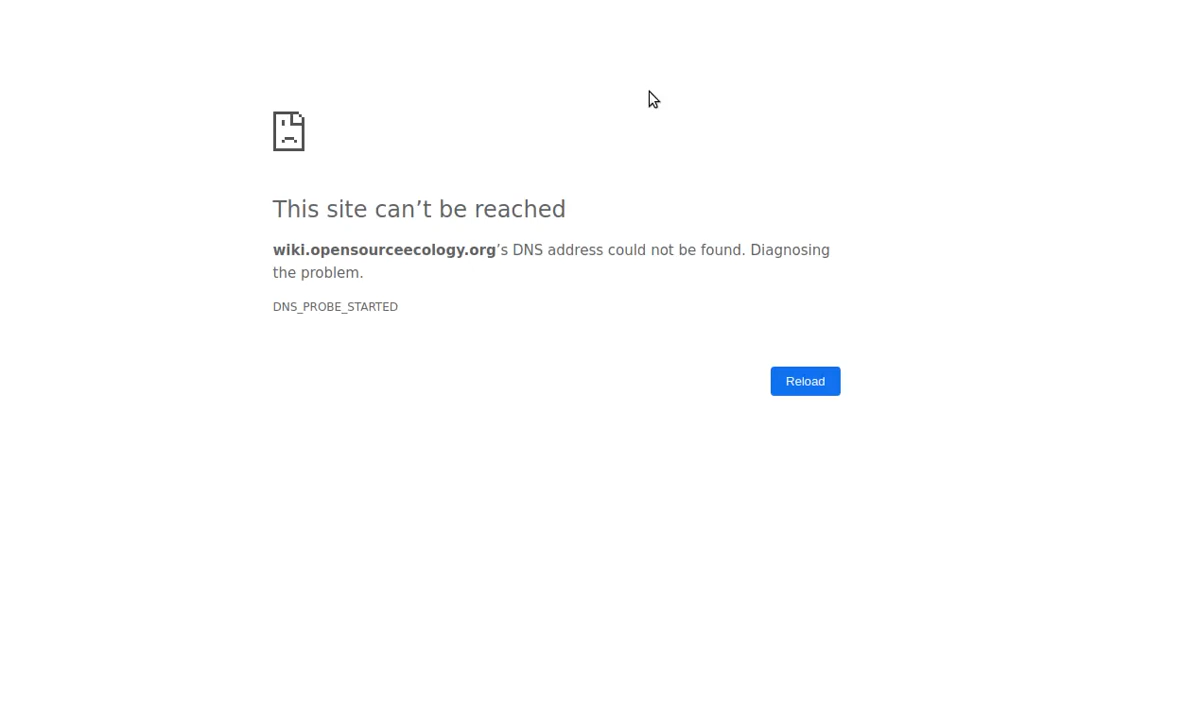 This site can’t be reached
wiki.opensourceecology.org’s DNS address could not be found. Diagnosing
the problem.
DNS_PROBE_STARTED
Reload